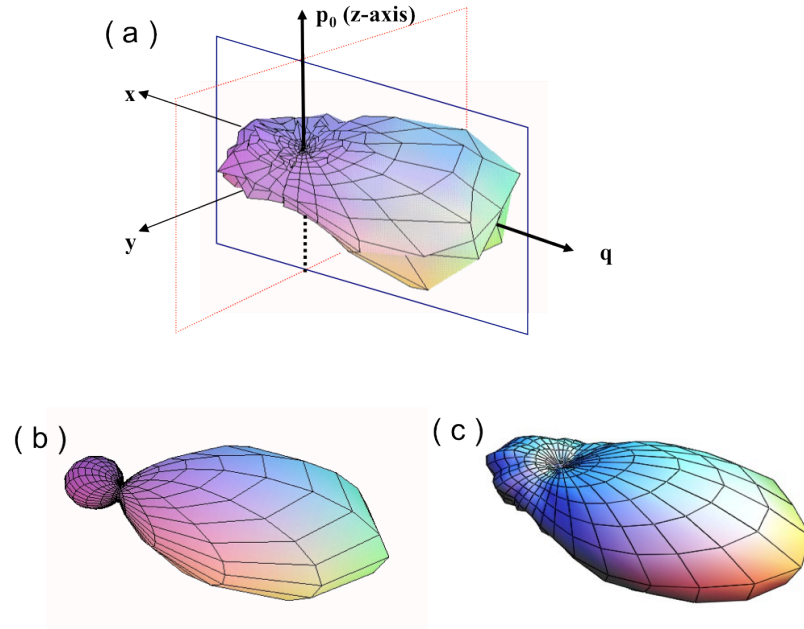 ( a )
p₀ (z-axis)
x
y
q
( b )
( c )